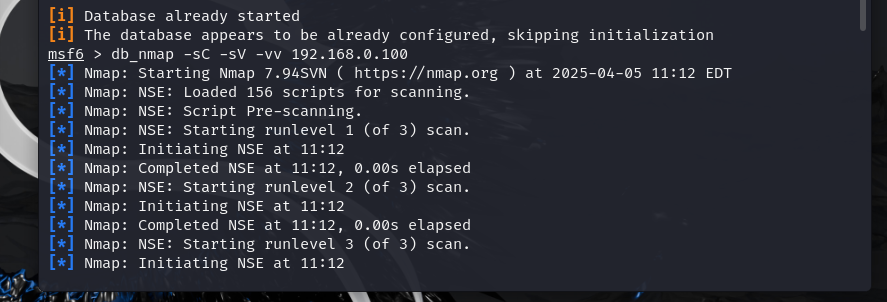 [i] Database already started
[i] The database appears to be already configured, skipping initialization
msf6 > db_nmap -sC -sV -vv 192.168.0.100
[*] Nmap: Starting Nmap 7.94SVN ( https://nmap.org ) at 2025-04-05 11:12 EDT
[*] Nmap: NSE: Loaded 156 scripts for scanning.
[*] Nmap: NSE: Script Pre-scanning.
[*] Nmap: NSE: Starting runlevel 1 (of 3) scan.
[*] Nmap: Initiating NSE at 11:12
[*] Nmap: Completed NSE at 11:12, 0.00s elapsed
[*] Nmap: NSE: Starting runlevel 2 (of 3) scan.
[*] Nmap: Initiating NSE at 11:12
[*] Nmap: Completed NSE at 11:12, 0.00s elapsed
[*] Nmap: NSE: Starting runlevel 3 (of 3) scan.
[*] Nmap: Initiating NSE at 11:12